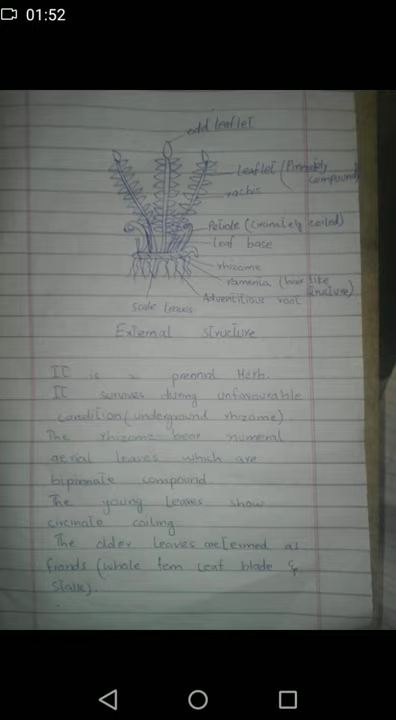 01:52
odd leaflet
Leaflet (Pinnately
compound)
rachis
Petiole (Circinately coiled)
Leaf base
rhizome
ramenta (hair like
structure)
Adventitious root
Scale leaves
External structure
It is a prennal Herb.
It survives during unfavourable
condition (underground rhizome)
The rhizome bear numeral
aerial leaves which are
bipinnate compound
The young leaves show
circinate coiling
The older leaves are termed as
fronds (whole fern leaf blade &
stalk).